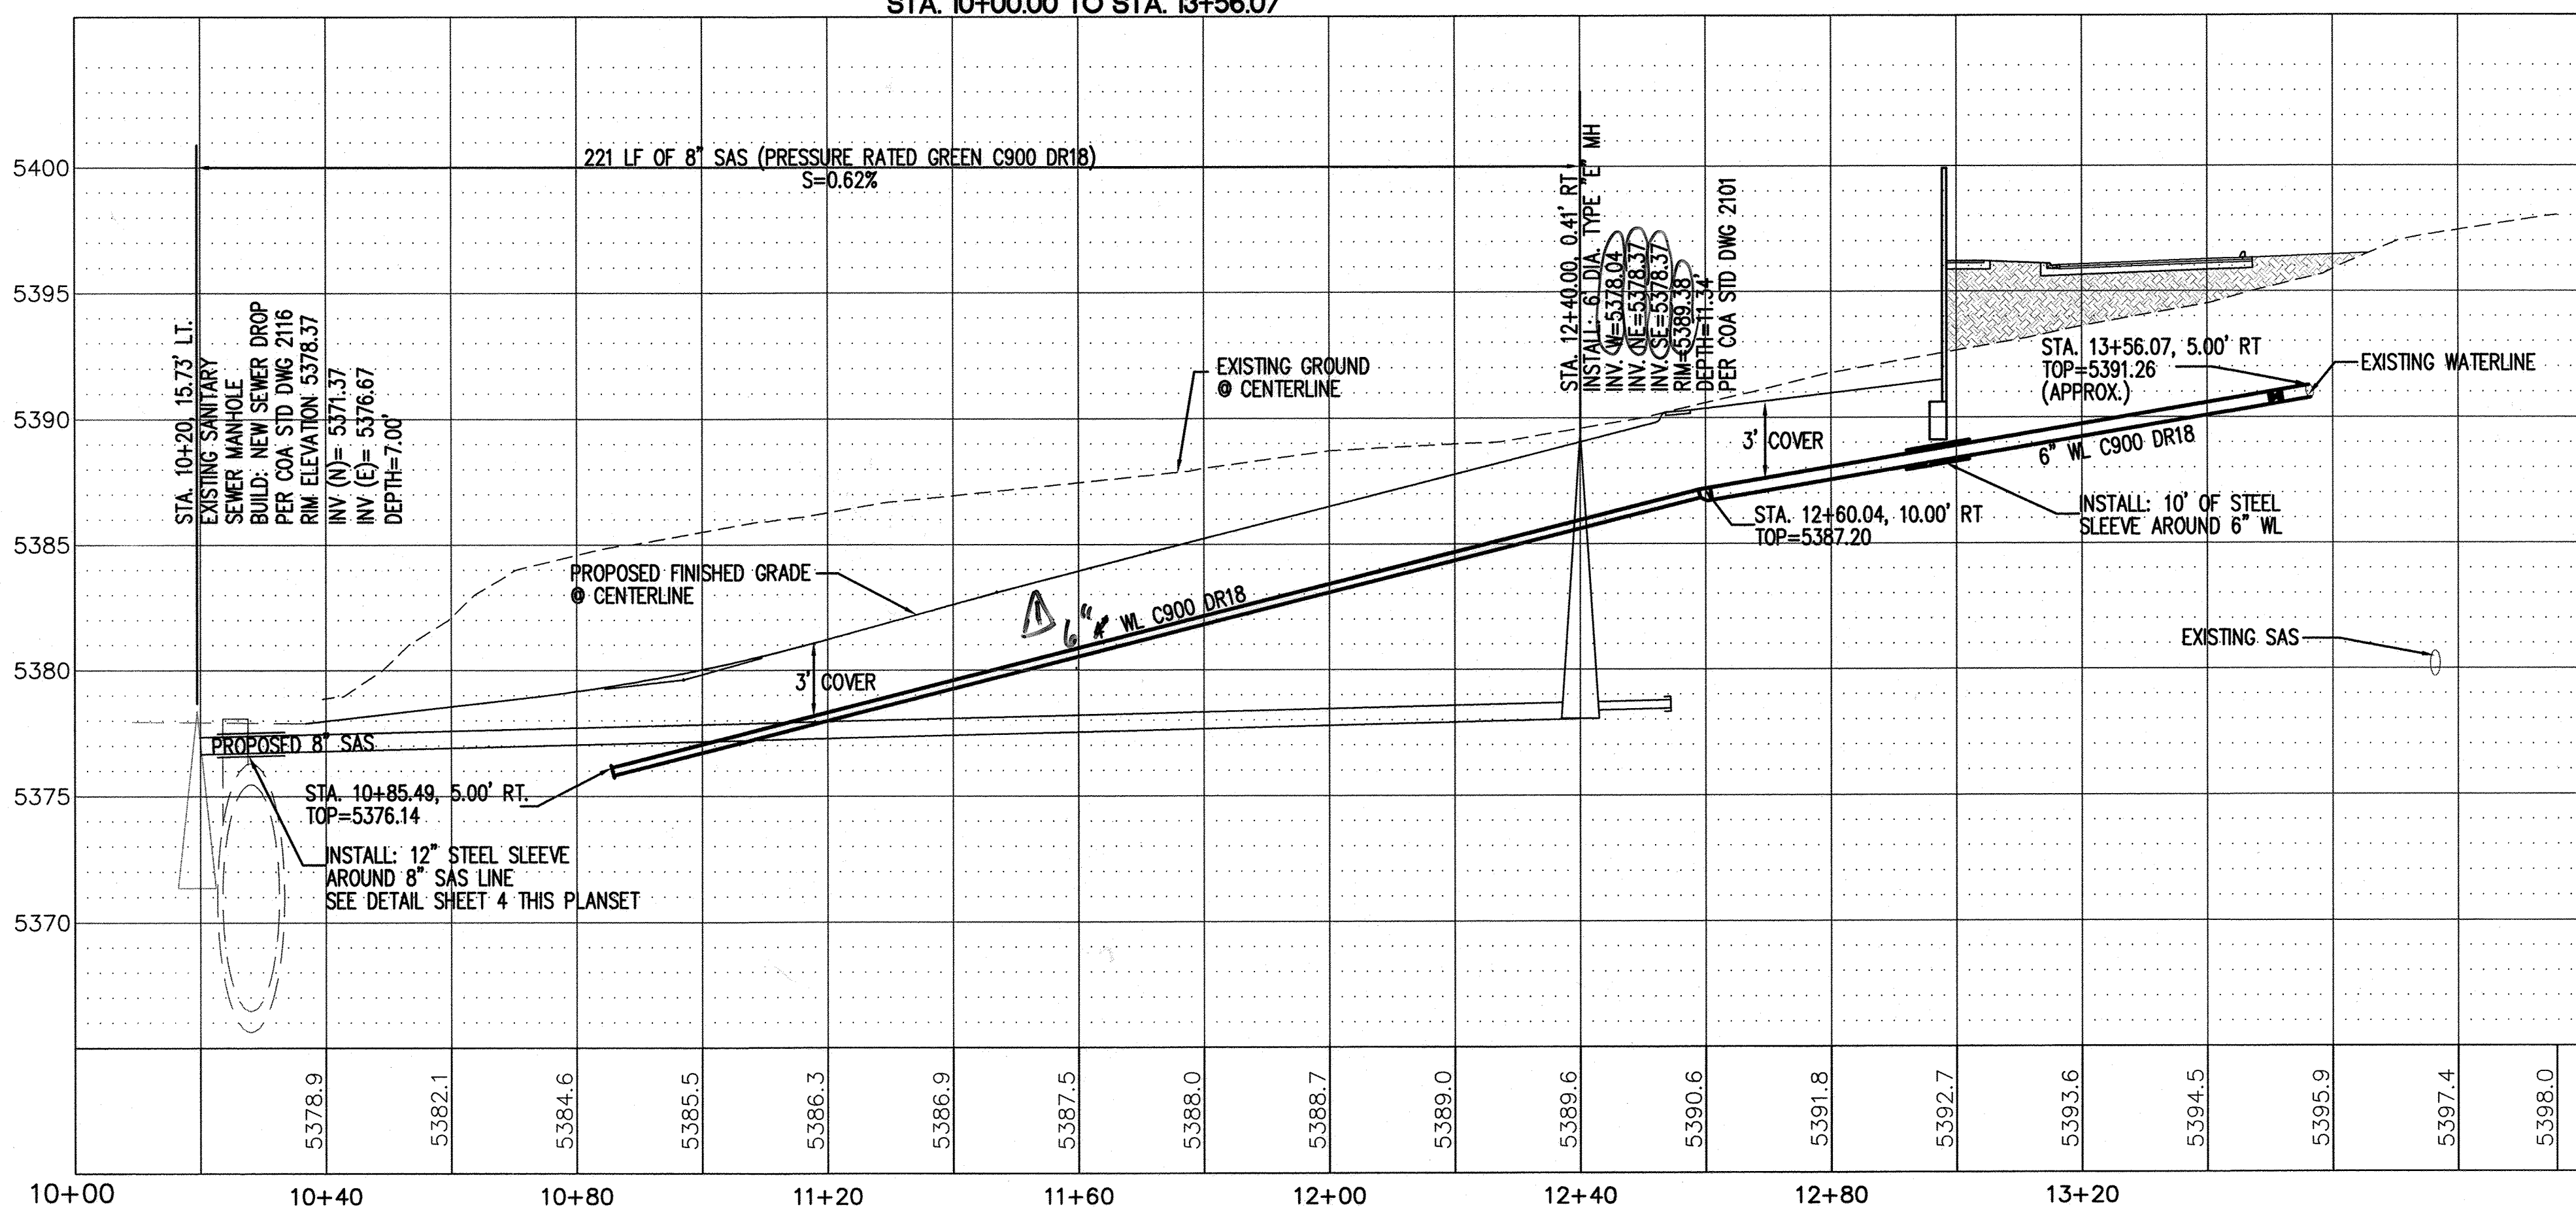 STA. 10+00.00 TO STA. 13+56.07
5400
5395
5390
5385
5380
5375
5370
221 LF OF 8" SAS (PRESSURE RATED GREEN C900 DR18)
S=0.62%
STA. 10+20, 15.73' LT.
EXISTING SANITARY
SEWER MANHOLE
BUILD: NEW SEWER DROP
PER COA STD DWG 2116
RIM ELEVATION 5378.37
INV (N)= 5371.37
INV (E)= 5376.67
DEPTH=7.00'
STA. 12+40.00, 0.41' RT
INSTALL: 6' DIA. TYPE "E" MH
INV. W=5378.04
INV. NE=5378.37
INV. SE=5378.37
RIM=5389.38
DEPTH=11.34'
PER COA STD DWG 2101
EXISTING GROUND
@ CENTERLINE
STA. 13+56.07, 5.00' RT
TOP=5391.26
(APPROX.)
EXISTING WATERLINE
3' COVER
6" WL C900 DR18
INSTALL: 10' OF STEEL
SLEEVE AROUND 6" WL
STA. 12+60.04, 10.00' RT
TOP=5387.20
PROPOSED FINISHED GRADE
@ CENTERLINE
1
6" WL C900 DR18
EXISTING SAS
3' COVER
PROPOSED 8" SAS
STA. 10+85.49, 5.00' RT.
TOP=5376.14
INSTALL: 12" STEEL SLEEVE
AROUND 8" SAS LINE
SEE DETAIL SHEET 4 THIS PLANSET
5378.9
5382.1
5384.6
5385.5
5386.3
5386.9
5387.5
5388.0
5388.7
5389.0
5389.6
5390.6
5391.8
5392.7
5393.6
5394.5
5395.9
5397.4
5398.0
10+00
10+40
10+80
11+20
11+60
12+00
12+40
12+80
13+20